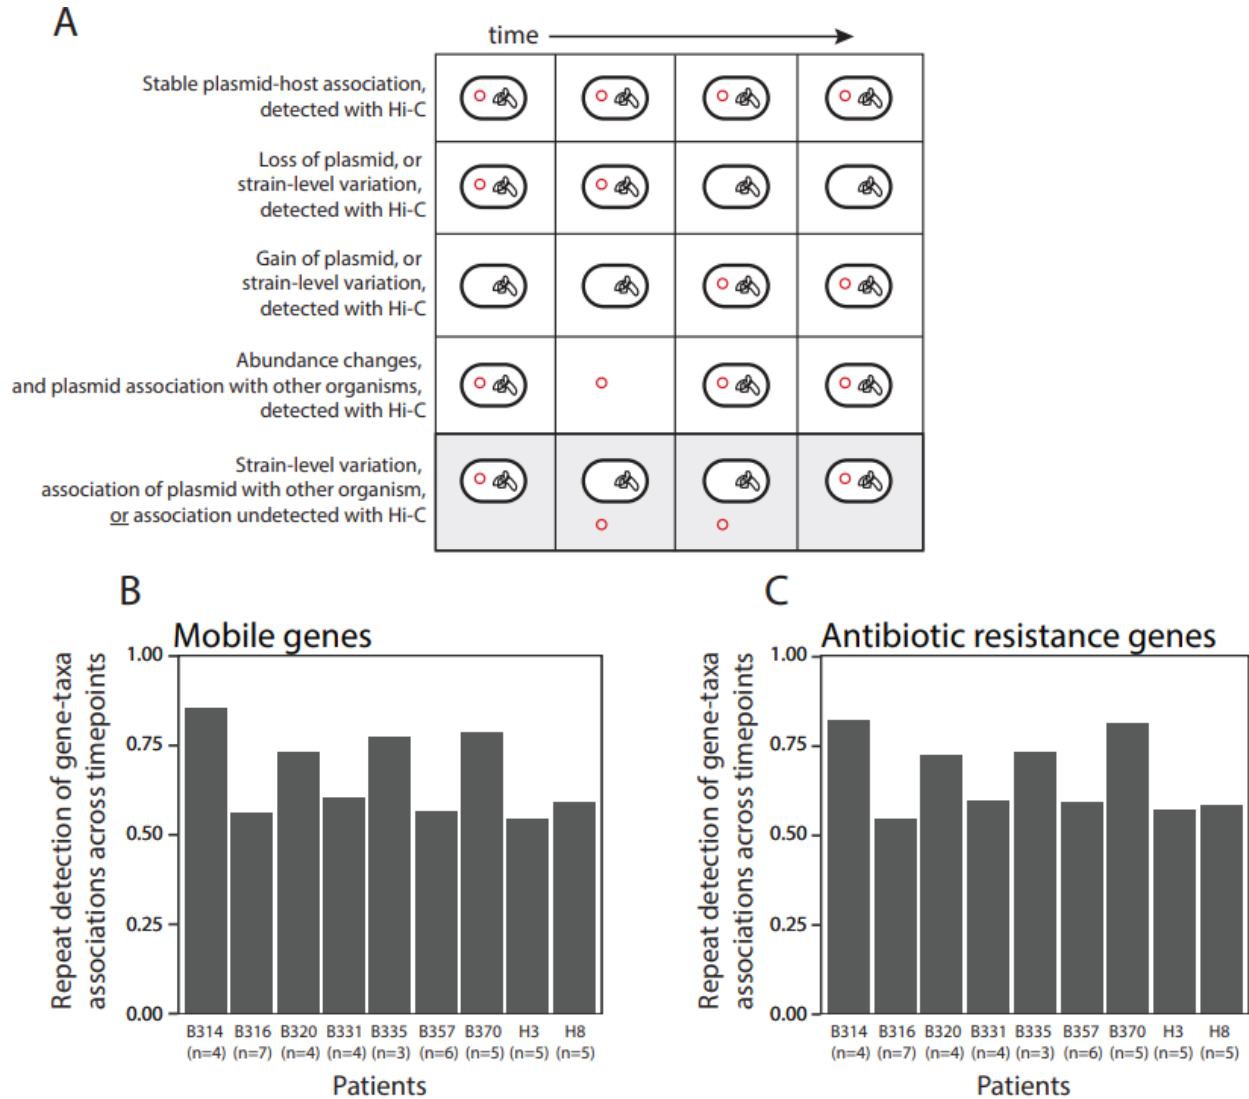 A
time
Stable plasmid-host association,
detected with Hi-C
Loss of plasmid, or
strain-level variation,
detected with Hi-C
Gain of plasmid, or
strain-level variation,
detected with Hi-C
Abundance changes,
and plasmid association with other organisms,
detected with Hi-C
Strain-level variation,
association of plasmid with other organism,
or association undetected with Hi-C
B
Mobile genes
Repeat detection of gene-taxa
associations across timepoints
1.00
0.75
0.50
0.25
0.00
B314 B316 B320 B331 B335 B357 B370 H3 H8
(n=4) (n=7) (n=4) (n=4) (n=3) (n=6) (n=5) (n=5) (n=5)
Patients
C
Antibiotic resistance genes
Repeat detection of gene-taxa
associations across timepoints
1.00
0.75
0.50
0.25
0.00
B314 B316 B320 B331 B335 B357 B370 H3 H8
(n=4) (n=7) (n=4) (n=4) (n=3) (n=6) (n=5) (n=5) (n=5)
Patients